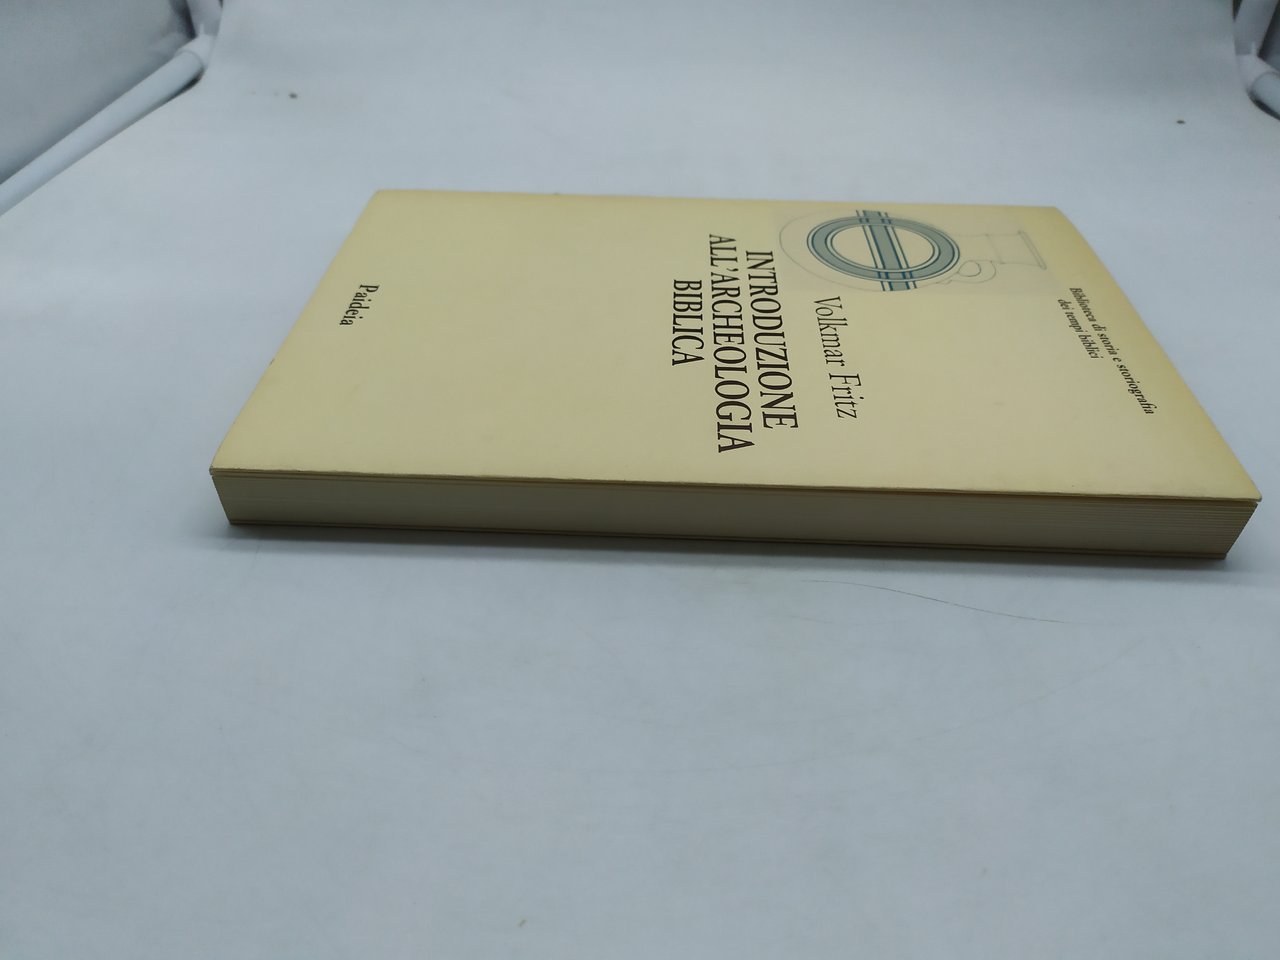 Biblioteca di storia e storiografia
dei tempi biblici
Volkmar Fritz
INTRODUZIONE
ALL'ARCHEOLOGIA
BIBLICA
Paideia